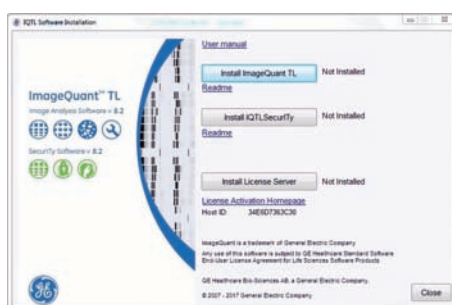 IQTL Software Installation
User manual
Install ImageQuant TL
Not Installed
Readme
ImageQuant™ TL
Image Analysis Software v 8.2
SecurITy Software v 8.2
Install IQTLSecurITy
Not Installed
Readme
Install License Server
Not Installed
License Activation Homepage
Host ID: 34E6D7363C30
ImageQuant is a trademark of General Electric Company
Any use of this software is subject to GE Healthcare Standard Software
End-User License Agreement for Life Sciences Software Products
GE Healthcare Bio-Sciences AB, a General Electric Company.
© 2007 - 2017 General Electric Company
Close